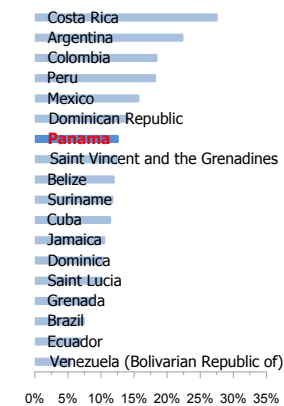 Costa Rica
Argentina
Colombia
Peru
Mexico
Dominican Republic
Panama
Saint Vincent and the Grenadines
Belize
Suriname
Cuba
Jamaica
Dominica
Saint Lucia
Grenada
Brazil
Ecuador
Venezuela (Bolivarian Republic of)
0% 5% 10% 15% 20% 25% 30% 35%